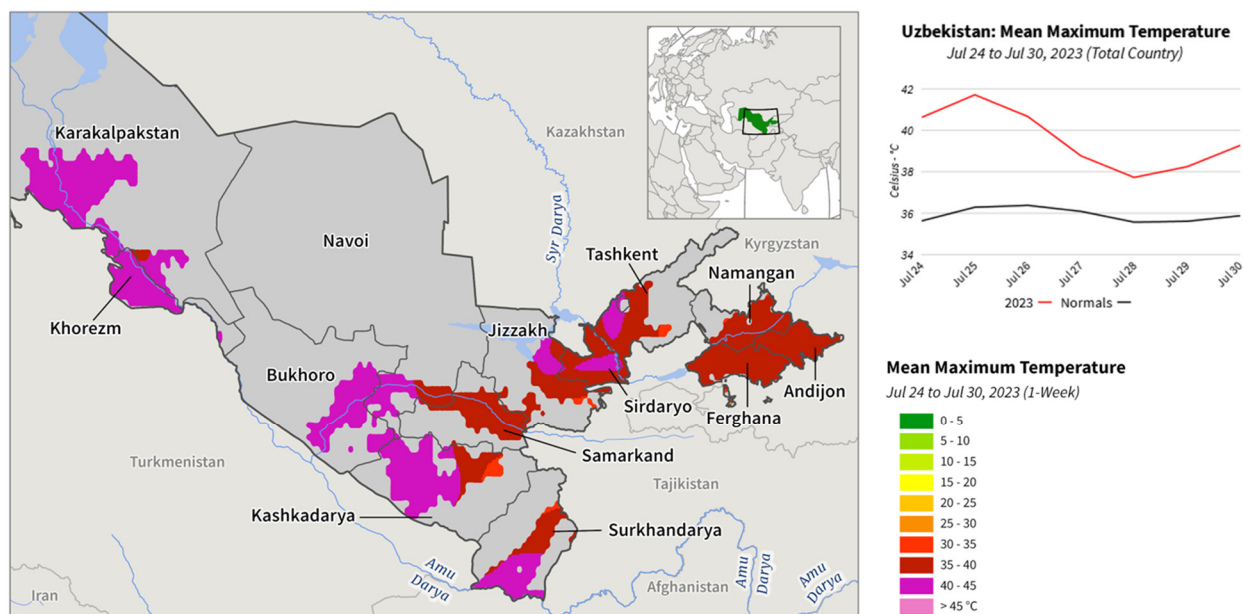 Karakalpakstan
Khorezm
Navoi
Bukhoro
Kazakhstan
Syr Darya
Tashkent
Kyrgyzstan
Namangan
Jizzakh
Sirdaryo
Ferghana
Andijon
Samarkand
Turkmenistan
Tajikistan
Kashkadarya
Surkhandarya
Amu
Darya
Afghanistan
Amu
Darya
Amu
Darya
Iran
Uzbekistan: Mean Maximum Temperature
Jul 24 to Jul 30, 2023 (Total Country)
Celsius - °C
42
40
38
36
34
Jul 24
Jul 25
Jul 26
Jul 27
Jul 28
Jul 29
Jul 30
2023
Normals
Mean Maximum Temperature
Jul 24 to Jul 30, 2023 (1-Week)
0 - 5
5 - 10
10 - 15
15 - 20
20 - 25
25 - 30
30 - 35
35 - 40
40 - 45
> 45 °C